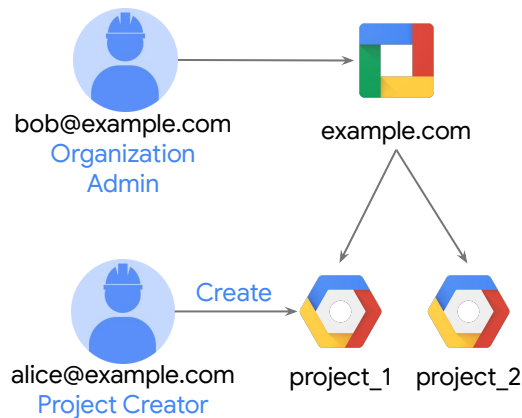 bob@example.com
Organization
Admin
example.com
Create
alice@example.com
Project Creator
project_1
project_2